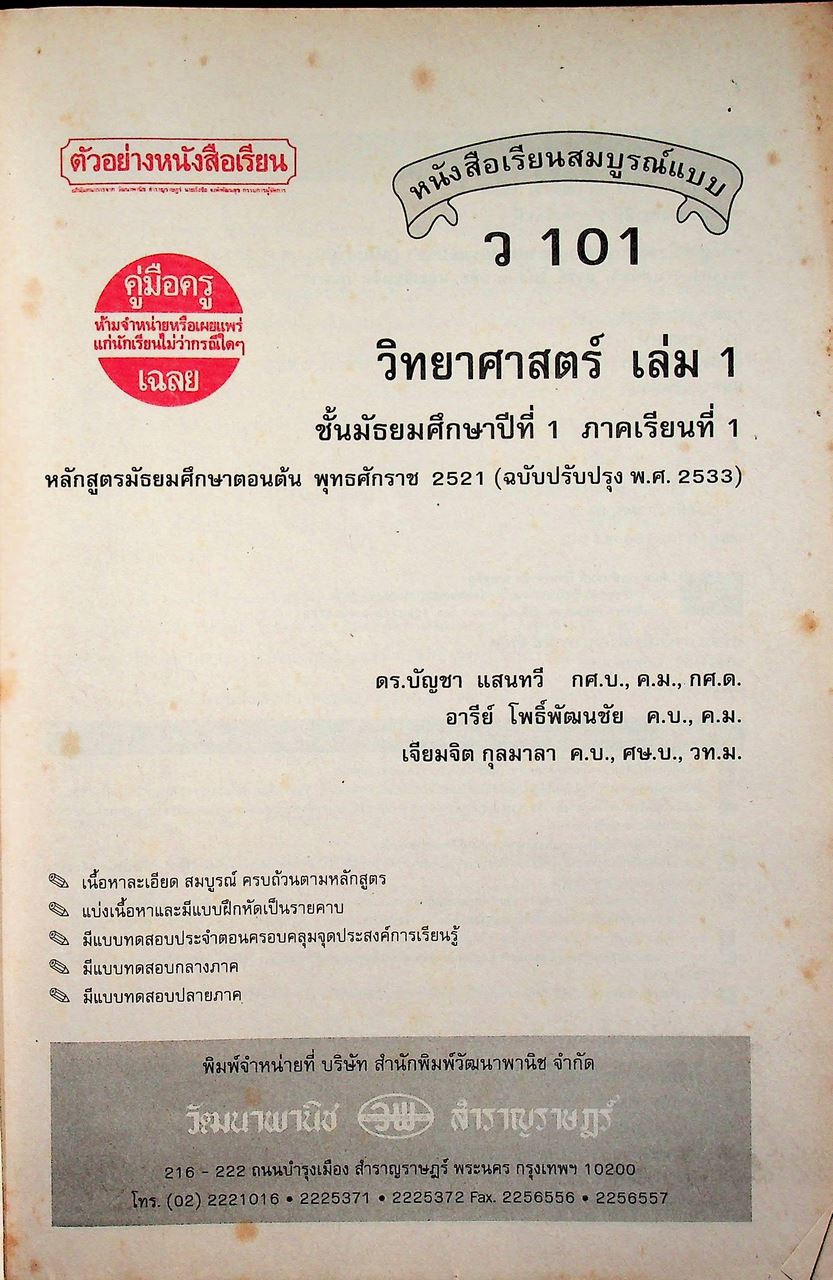 ตัวอย่างหนังสือเรียน
หนังสือเรียนสมบูรณ์แบบ
ว 101
คู่มือครู
ห้ามจำหน่ายหรือเผยแพร่
แก่นักเรียนไม่ว่ากรณีใดๆ
เฉลย
วิทยาศาสตร์ เล่ม 1
ชั้นมัธยมศึกษาปีที่ 1 ภาคเรียนที่ 1
หลักสูตรมัธยมศึกษาตอนต้น พุทธศักราช 2521 (ฉบับปรับปรุง พ.ศ. 2533)
ดร.บัญชา แสนทวี กศ.บ., ค.ม., กศ.ด.
อารีย์ โพธิ์พัฒนชัย ค.บ., ค.ม.
เจียมจิต กุลมาลา ค.บ., ศษ.บ., วท.ม.
เนื้อหาละเอียด สมบูรณ์ ครบถ้วนตามหลักสูตร
แบ่งเนื้อหาและมีแบบฝึกหัดเป็นรายคาบ
มีแบบทดสอบประจำตอนครอบคลุมจุดประสงค์การเรียนรู้
มีแบบทดสอบกลางภาค
มีแบบทดสอบปลายภาค
พิมพ์จำหน่ายที่ บริษัท สำนักพิมพ์วัฒนาพานิช จำกัด
วัฒนาพานิช วพ สำราญราษฎร์
216 - 222 ถนนบำรุงเมือง สำราญราษฎร์ พระนคร กรุงเทพฯ 10200
โทร. (02) 2221016 • 2225371 • 2225372 Fax. 2256556 • 2256557